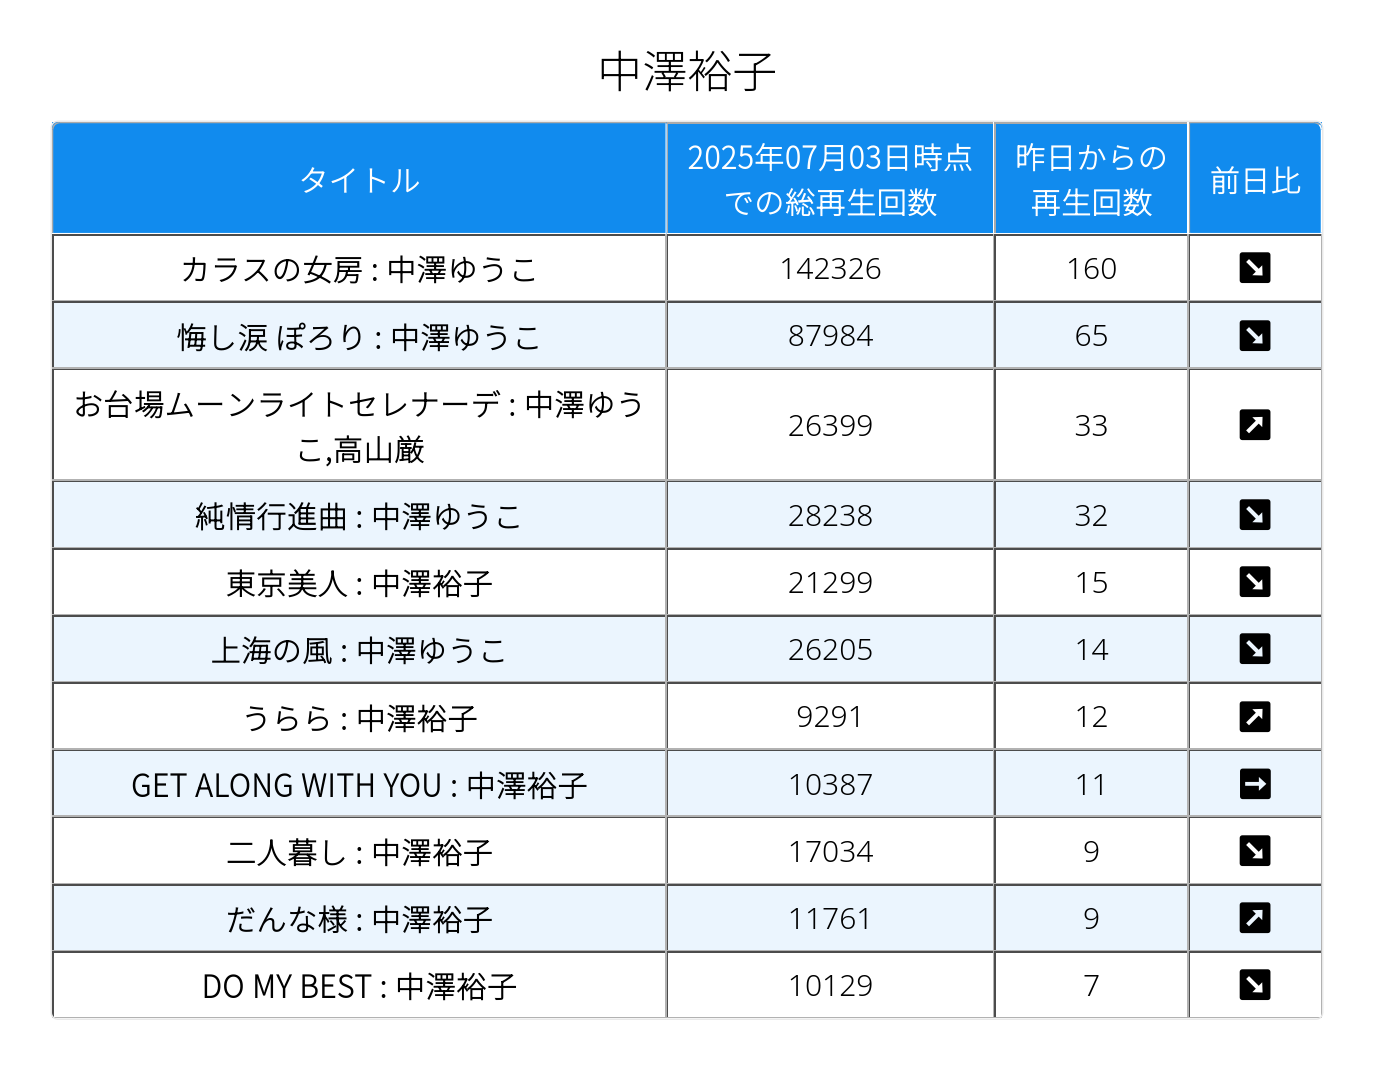 中澤裕子
タイトル
2025年07月03日時点
での総再生回数
昨日からの
再生回数
前日比
カラスの女房 : 中澤ゆうこ
142326
160
悔し涙 ぽろり : 中澤ゆうこ
87984
65
お台場ムーンライトセレナーデ : 中澤ゆう
こ,高山厳
26399
33
純情行進曲 : 中澤ゆうこ
28238
32
東京美人 : 中澤裕子
21299
15
上海の風 : 中澤ゆうこ
26205
14
うらら : 中澤裕子
9291
12
GET ALONG WITH YOU : 中澤裕子
10387
11
二人暮し : 中澤裕子
17034
9
だんな様 : 中澤裕子
11761
9
DO MY BEST : 中澤裕子
10129
7